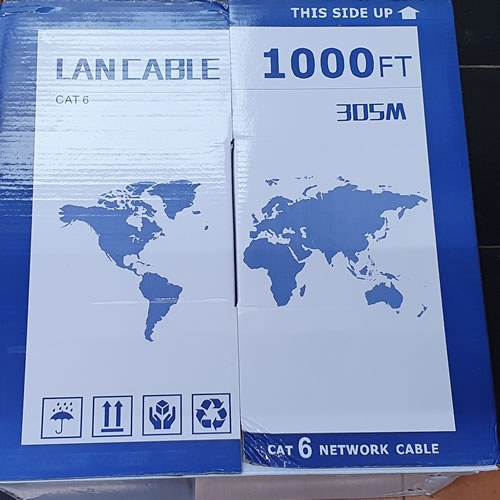 THIS SIDE UP
LAN CABLE
CAT 6
1000FT
305M
CAT 6 NETWORK CABLE